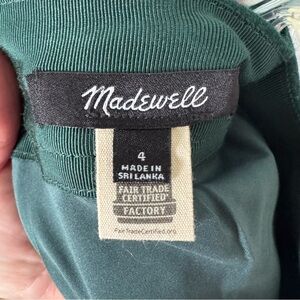 Madewell
4
MADE IN
SRI LANKA
FAIR TRADE
CERTIFIED
FACTORY
FairTradeCertified.org